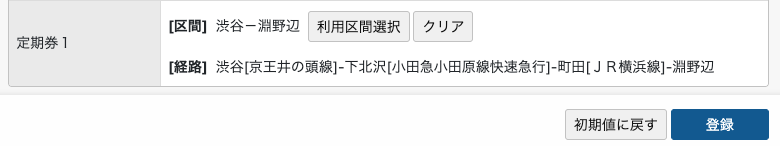 定期券１
[区間] 渋谷－淵野辺 利用区間選択 クリア
[経路] 渋谷[京王井の頭線]-下北沢[小田急小田原線快速急行]-町田[ＪＲ横浜線]-淵野辺
初期値に戻す 登録